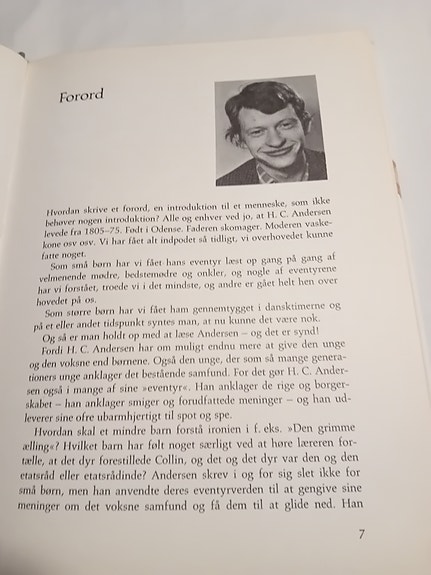 Forord
Hvordan skrive et forord, en introduktion til et menneske, som ikke
behøver nogen introduktion? Alle og enhver ved jo, at H. C. Andersen
levede fra 1805–75. Født i Odense. Faderen skomager. Moderen vaske-
kone osv osv. Vi har fået alt indpodet så tidligt, vi overhovedet kunne
fatte noget.
Som små børn har vi fået hans eventyr læst op gang på gang af
velmenende mødre, bedstemødre og onkler, og nogle af eventyrene
har vi forstået, troede vi i det mindste, og andre er gået helt hen over
hovedet på os.
Som større børn har vi fået ham gennemtygget i dansktimerne og
på et eller andet tidspunkt syntes man, at nu kunne det være nok.
Og så er man holdt op med at læse Andersen – og det er synd!
Fordi H. C. Andersen har om muligt endnu mere at give den unge
og den voksne end børnene. Også den unge, der som så mange genera-
tioners unge anklager det bestående samfund. For det gør H. C. Ander-
sen også i mange af sine »eventyr«. Han anklager de rige og borger-
skabet – han anklager smiger og forudfattede meninger – og han ud-
leverer sine ofre ubarmhjertigt til spot og spe.
Hvordan skal et mindre barn forstå ironien i f. eks. »Den grimme
ælling«? Hvilket barn har følt noget særligt ved at høre læreren for-
tælle, at det dyr forestillede Collin, og det og det dyr var den og den
etatsråd eller etatsrådinde? Andersen skrev i og for sig slet ikke for
små børn, men han anvendte deres eventyrverden til at gengive sine
meninger om det voksne samfund og få dem til at glide ned. Han
7